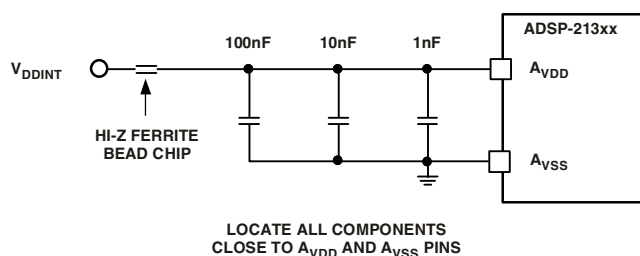 ADSP-213xx
100nF 10nF 1nF
VDDINT
AVDD
HI-Z FERRITE
BEAD CHIP
AVSS
LOCATE ALL COMPONENTS
CLOSE TO AVDD AND AVSS PINS